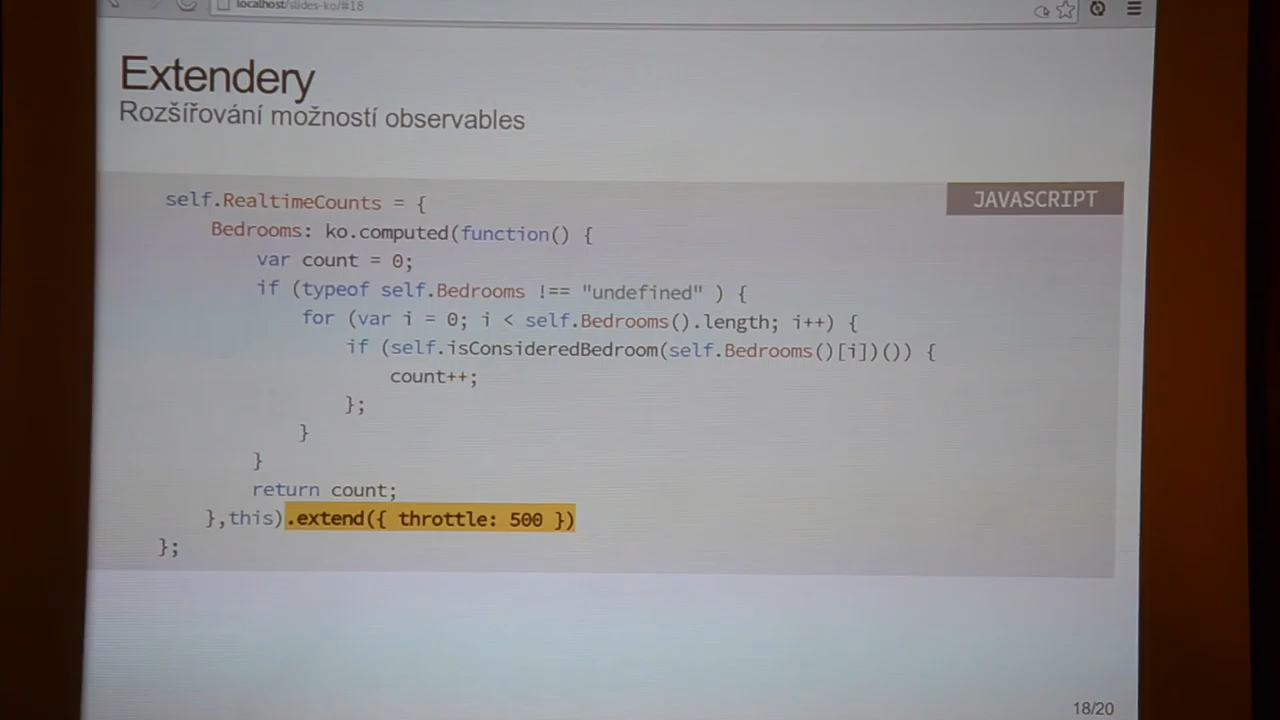 localhost/slides-ko/#18
Extendery
Rozšířování možností observables
JAVASCRIPT
self.RealtimeCounts = {
Bedrooms: ko.computed(function() {
var count = 0;
if (typeof self.Bedrooms !== "undefined" ) {
for (var i = 0; i < self.Bedrooms().length; i++) {
if (self.isConsideredBedroom(self.Bedrooms()[i])()) {
count++;
};
}
}
return count;
},this).extend({ throttle: 500 })
};
18/20